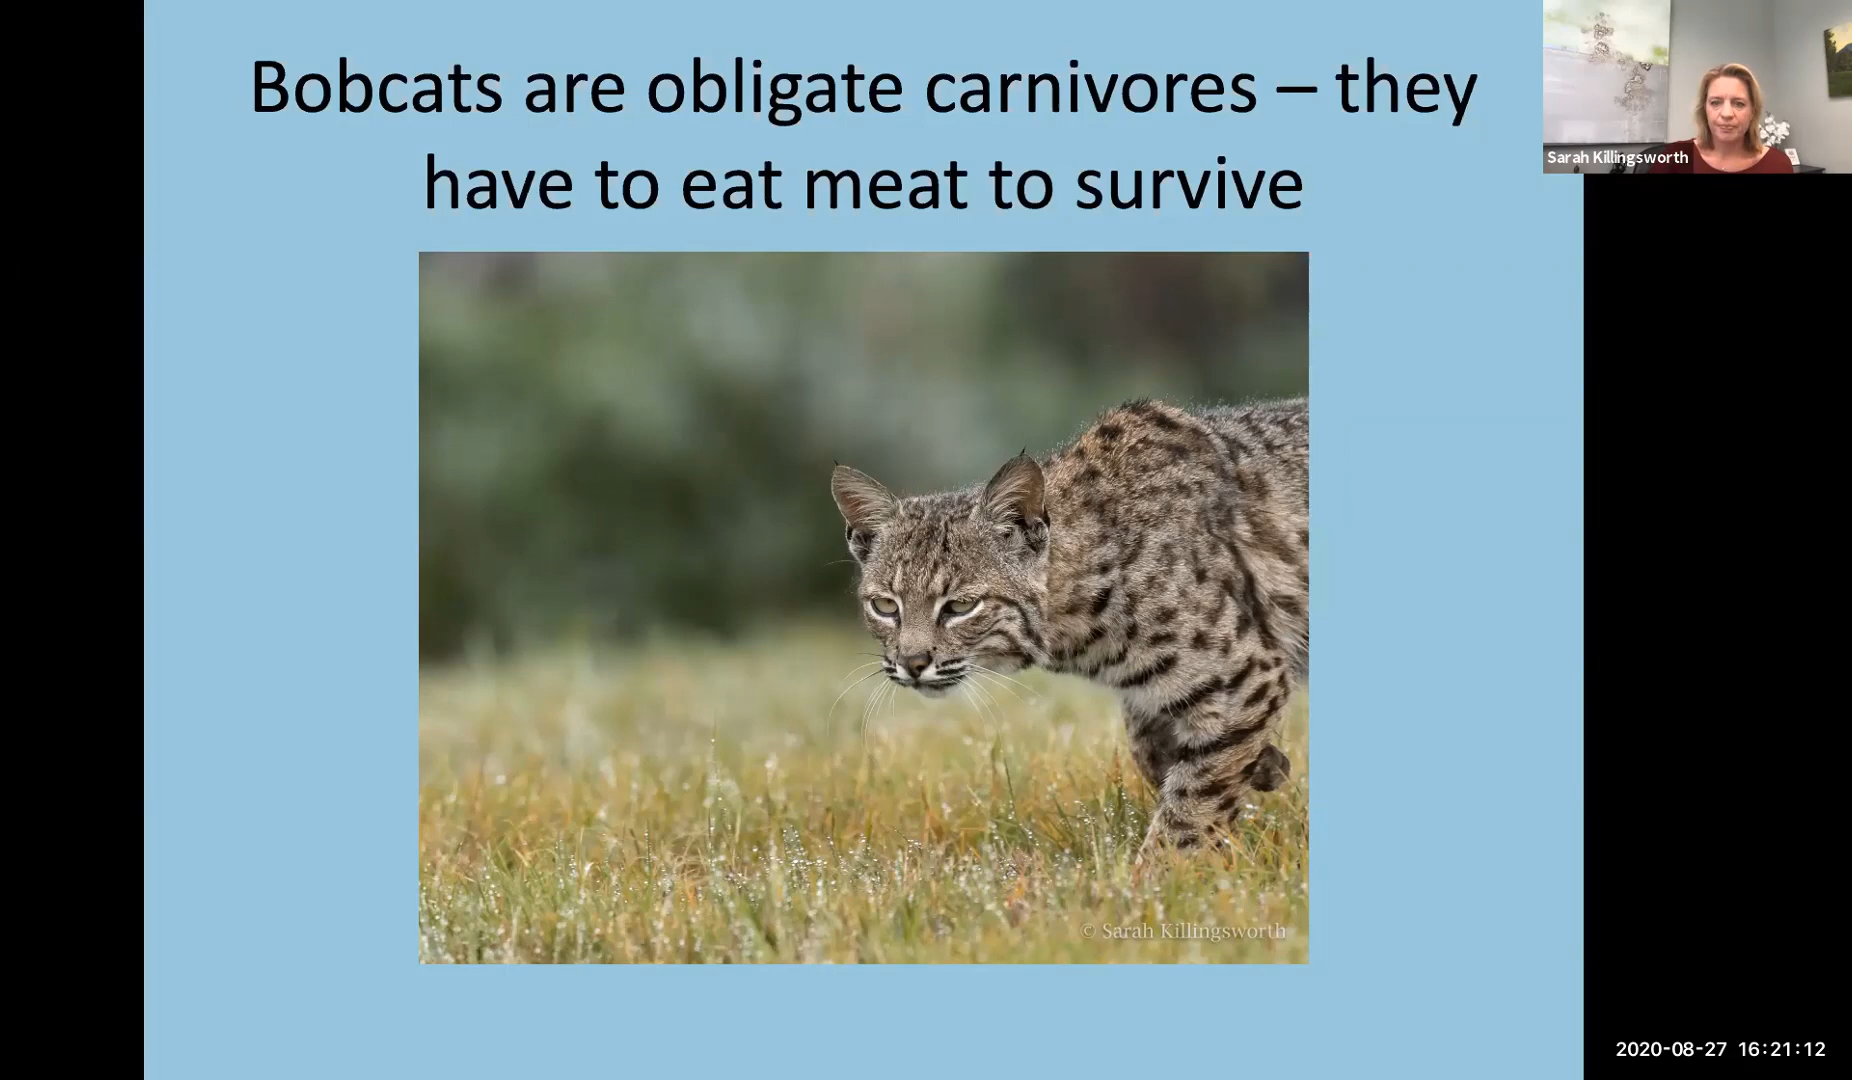 Bobcats are obligate carnivores – they
have to eat meat to survive
Sarah Killingsworth
© Sarah Killingsworth
2020-08-27 16:21:12